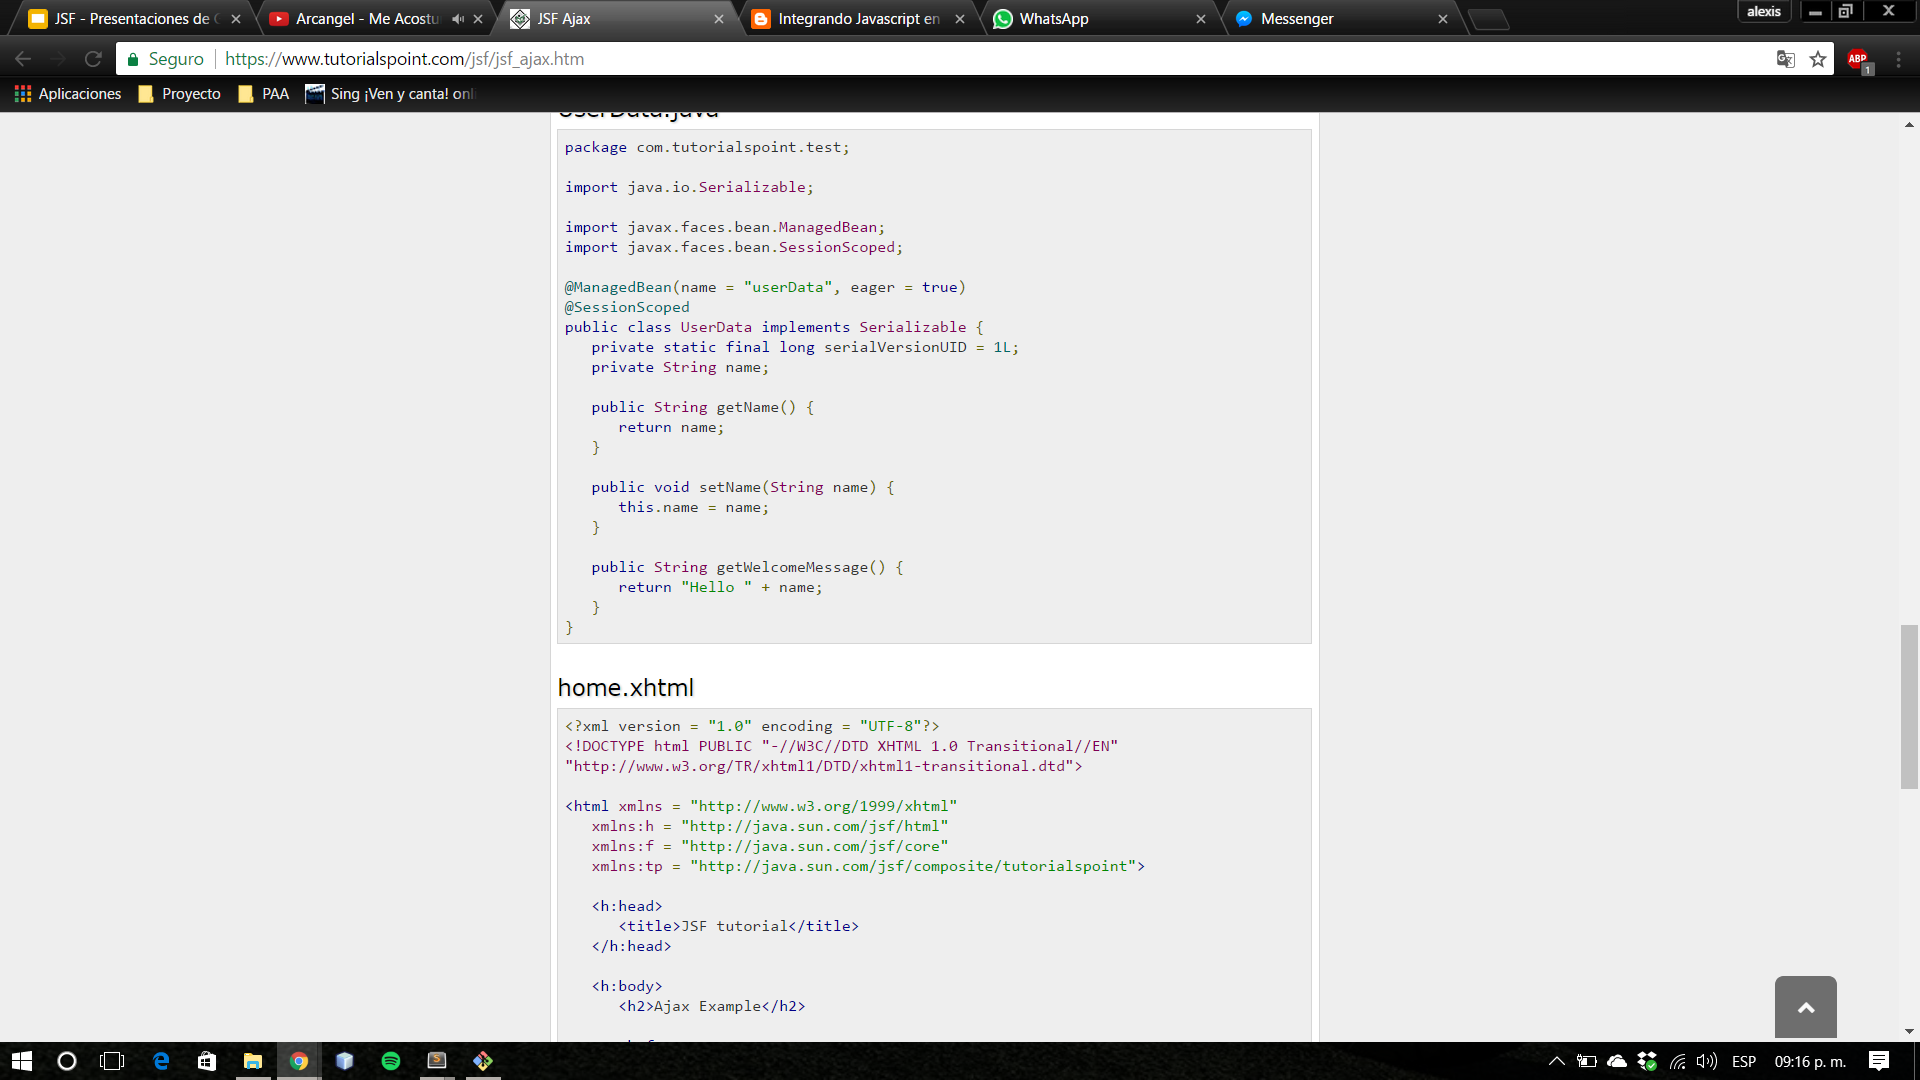 JSF - Presentaciones de
Arcangel - Me Acostu
JSF Ajax
Integrando Javascript en
WhatsApp
Messenger
alexis
Seguro
https://www.tutorialspoint.com/jsf/jsf_ajax.htm
ABP
1
Aplicaciones
Proyecto
PAA
Sing ¡Ven y canta! onli
UserData.java
package com.tutorialspoint.test;
import java.io.Serializable;
import javax.faces.bean.ManagedBean;
import javax.faces.bean.SessionScoped;
@ManagedBean(name = "userData", eager = true)
@SessionScoped
public class UserData implements Serializable {
private static final long serialVersionUID = 1L;
private String name;
public String getName() {
return name;
}
public void setName(String name) {
this.name = name;
}
public String getWelcomeMessage() {
return "Hello " + name;
}
}
home.xhtml
<?xml version = "1.0" encoding = "UTF-8"?>
<!DOCTYPE html PUBLIC "-//W3C//DTD XHTML 1.0 Transitional//EN"
"http://www.w3.org/TR/xhtml1/DTD/xhtml1-transitional.dtd">
<html xmlns = "http://www.w3.org/1999/xhtml"
xmlns:h = "http://java.sun.com/jsf/html"
xmlns:f = "http://java.sun.com/jsf/core"
xmlns:tp = "http://java.sun.com/jsf/composite/tutorialspoint">
<h:head>
<title>JSF tutorial</title>
</h:head>
<h:body>
<h2>Ajax Example</h2>
ESP
09:16 p. m.